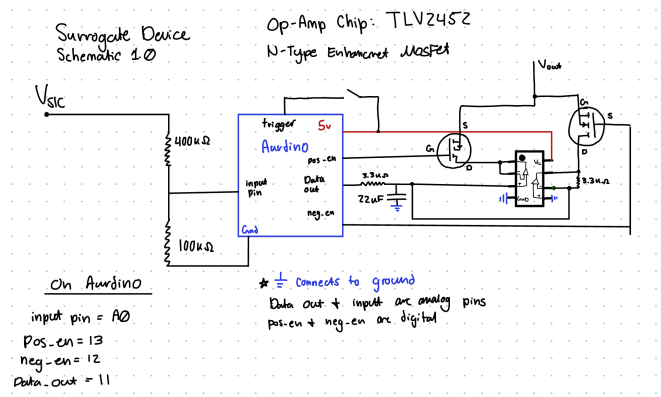 Surrogate Device
Schematic 1.0
Op-Amp Chip: TLV2452
N-Type Enhancment MosFet
Vsic
400kΩ
100kΩ
trigger
5v
Aurdino
pos-en
input
pin
Data
out
neg-en
Gnd
3.3kΩ
22uF
G
S
D
Vout
G
S
D
3.3kΩ
GND
★ ⏚ Connects to ground
Data out + input are analog pins
pos-en + neg-en are digital
On Aurdino
input pin = A0
pos-en = 13
neg-en = 12
Data-out = 11